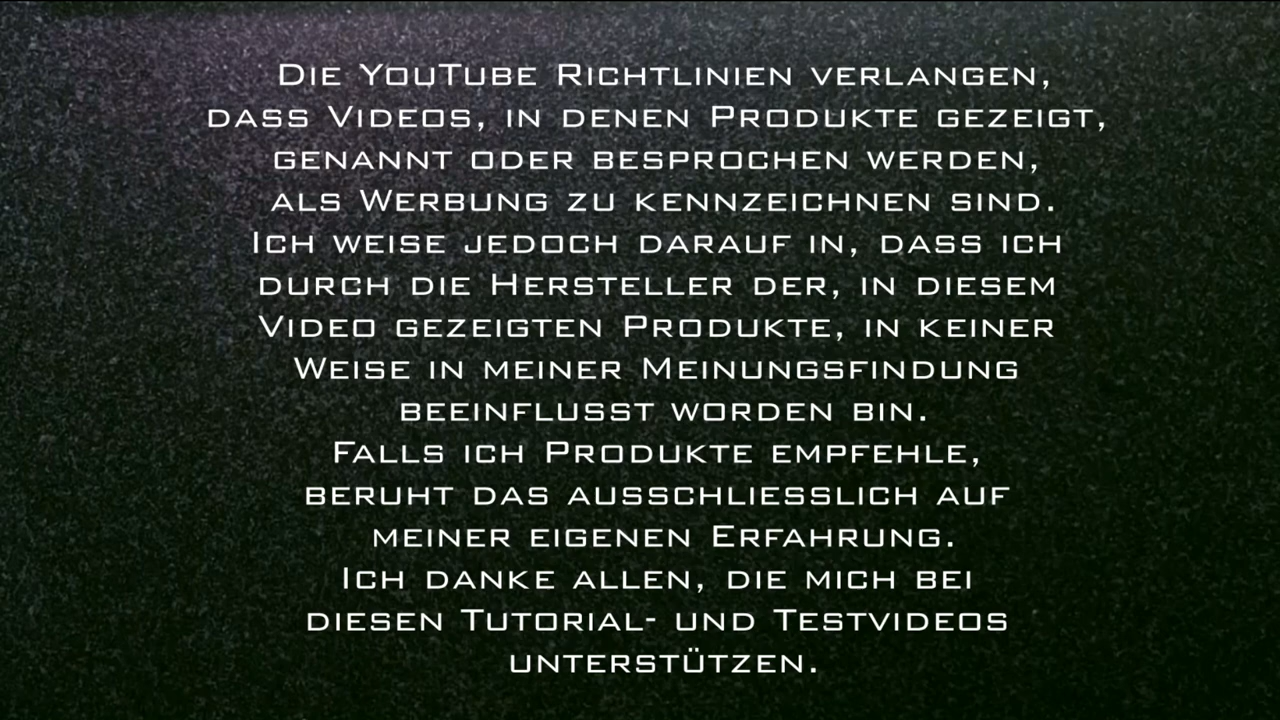 Die YouTube Richtlinien verlangen,
dass Videos, in denen Produkte gezeigt,
genannt oder besprochen werden,
als Werbung zu kennzeichnen sind.
Ich weise jedoch darauf in, dass ich
durch die Hersteller der, in diesem
Video gezeigten Produkte, in keiner
Weise in meiner Meinungsfindung
beeinflusst worden bin.
Falls ich Produkte empfehle,
beruht das ausschliesslich auf
meiner eigenen Erfahrung.
Ich danke allen, die mich bei
diesen Tutorial- und Testvideos
unterstützen.